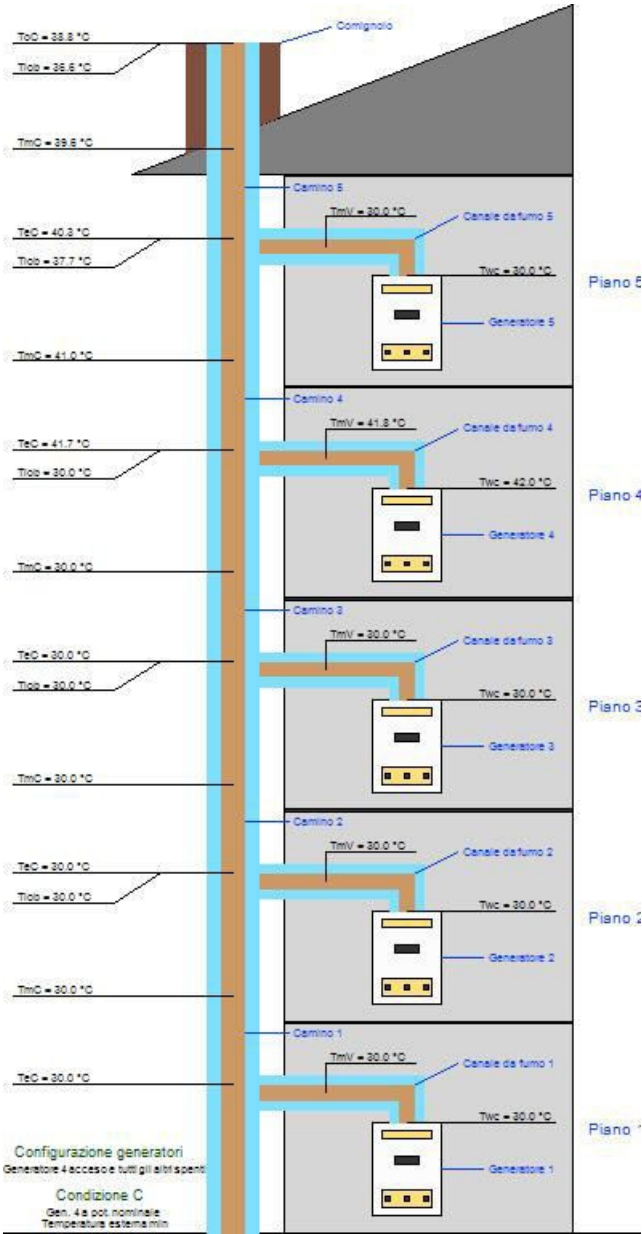 ToC = 38.8 °C
Comignolo
Tiob = 36.6 °C
TmC = 39.6 °C
Camino 5
TmV = 30.0 °C
Canale da fumo 5
TeC = 40.3 °C
Tiob = 37.7 °C
Twc = 30.0 °C
Piano 5
Generatore 5
TmC = 41.0 °C
Camino 4
TmV = 41.8 °C
Canale da fumo 4
TeC = 41.7 °C
Tiob = 30.0 °C
Twc = 42.0 °C
Piano 4
Generatore 4
TmC = 30.0 °C
Camino 3
TmV = 30.0 °C
Canale da fumo 3
TeC = 30.0 °C
Tiob = 30.0 °C
Twc = 30.0 °C
Piano 3
Generatore 3
TmC = 30.0 °C
Camino 2
TmV = 30.0 °C
Canale da fumo 2
TeC = 30.0 °C
Tiob = 30.0 °C
Twc = 30.0 °C
Piano 2
Generatore 2
TmC = 30.0 °C
Camino 1
TmV = 30.0 °C
Canale da fumo 1
TeC = 30.0 °C
Twc = 30.0 °C
Piano 1
Generatore 1
Configurazione generatori
Generatore 4 acceso e tutti gli altri spenti
Condizione C
Gen. 4 a pot. nominale
Temperatura esterna min